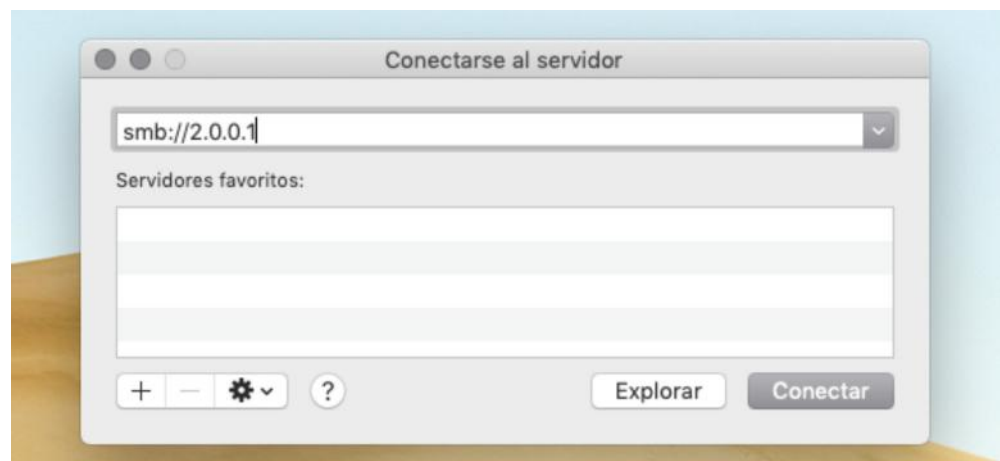 Conectarse al servidor
smb://2.0.0.1
Servidores favoritos:
+ − ? Explorar Conectar